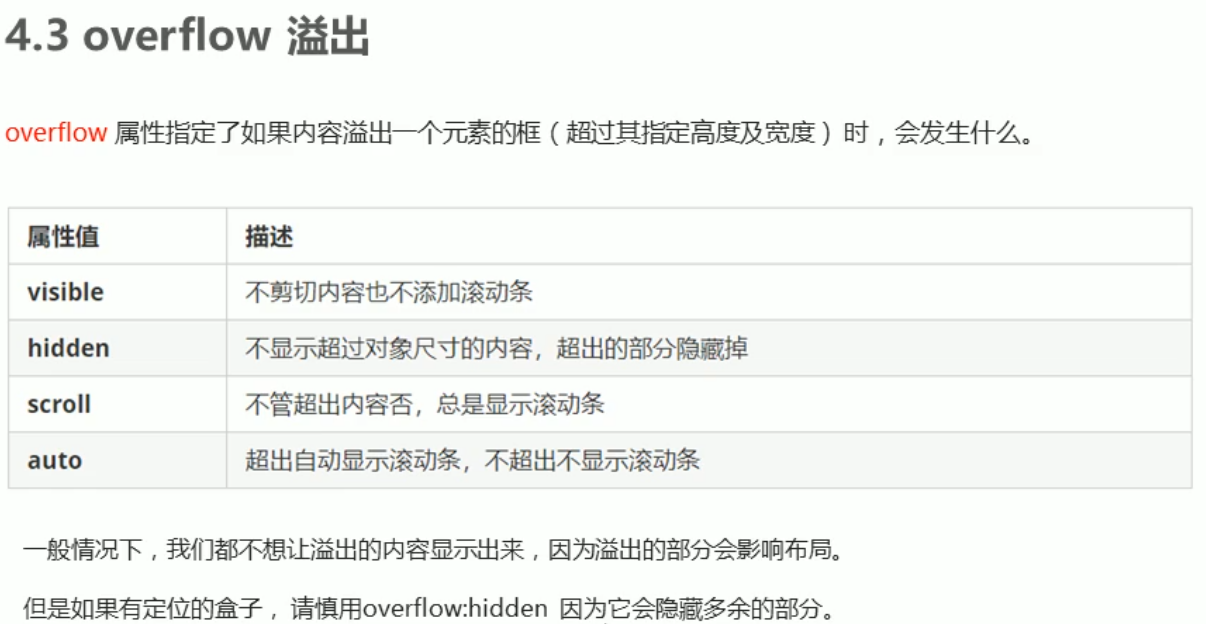 4.3 overflow 溢出
overflow 属性指定了如果内容溢出一个元素的框（超过其指定高度及宽度）时，会发生什么。
属性值 描述
visible 不剪切内容也不添加滚动条
hidden 不显示超过对象尺寸的内容，超出的部分隐藏掉
scroll 不管超出内容否，总是显示滚动条
auto 超出自动显示滚动条，不超出不显示滚动条
一般情况下，我们都不想让溢出的内容显示出来，因为溢出的部分会影响布局。
但是如果有定位的盒子，请慎用overflow:hidden 因为它会隐藏多余的部分。